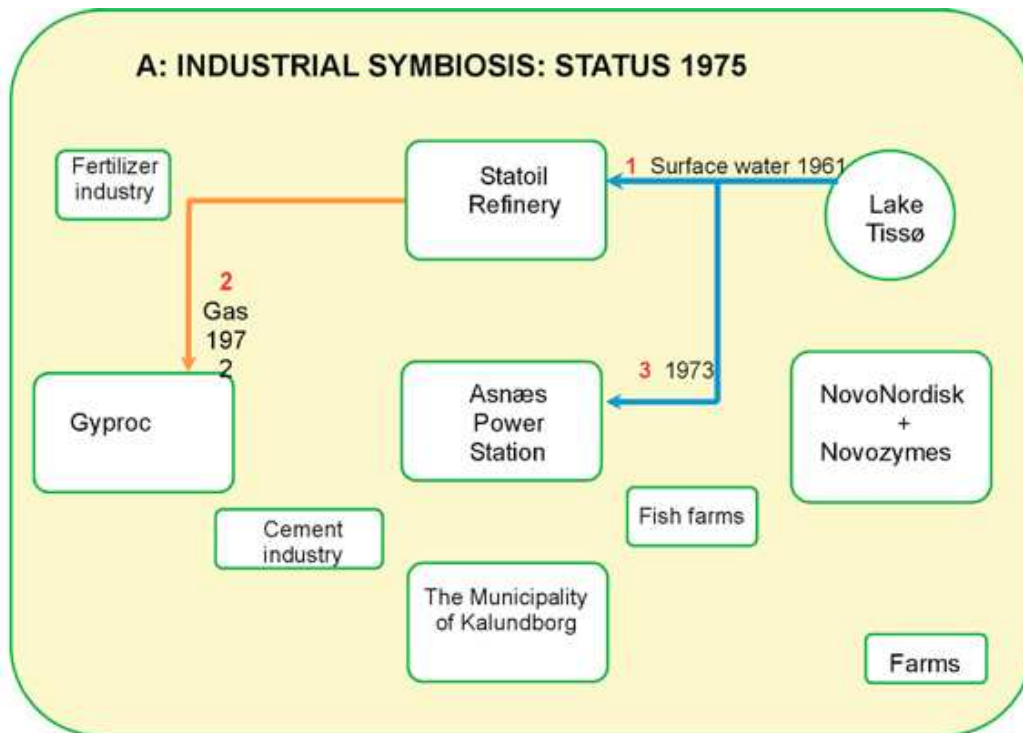 A: INDUSTRIAL SYMBIOSIS: STATUS 1975
Fertilizer
industry
Statoil
Refinery
1 Surface water 1961
Lake
Tissø
2
Gas
197
2
Gyproc
Asnæs
Power
Station
3 1973
NovoNordisk
+
Novozymes
Cement
industry
Fish farms
The Municipality
of Kalundborg
Farms